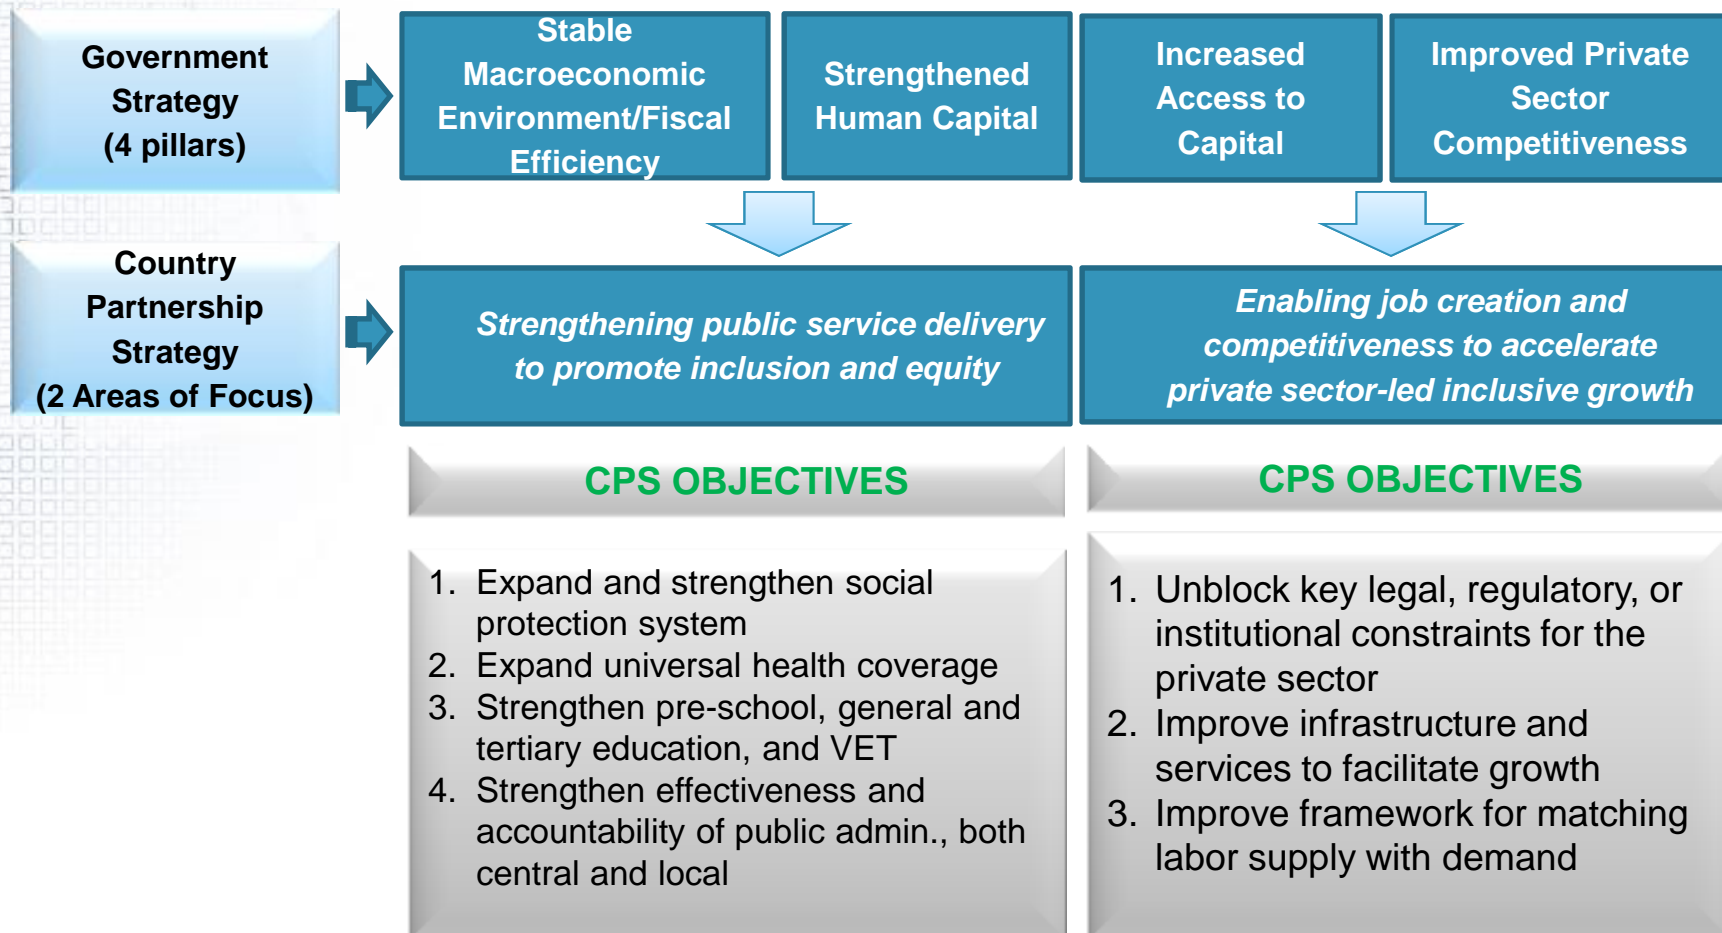 Government
Strategy
(4 pillars)
Stable
Macroeconomic
Environment/Fiscal
Efficiency
Strengthened
Human Capital
Increased
Access to
Capital
Improved Private
Sector
Competitiveness
Country
Partnership
Strategy
(2 Areas of Focus)
Strengthening public service delivery
to promote inclusion and equity
Enabling job creation and
competitiveness to accelerate
private sector-led inclusive growth
CPS OBJECTIVES
1. Expand and strengthen social
protection system
2. Expand universal health coverage
3. Strengthen pre-school, general and
tertiary education, and VET
4. Strengthen effectiveness and
accountability of public admin., both
central and local
CPS OBJECTIVES
1. Unblock key legal, regulatory, or
institutional constraints for the
private sector
2. Improve infrastructure and
services to facilitate growth
3. Improve framework for matching
labor supply with demand